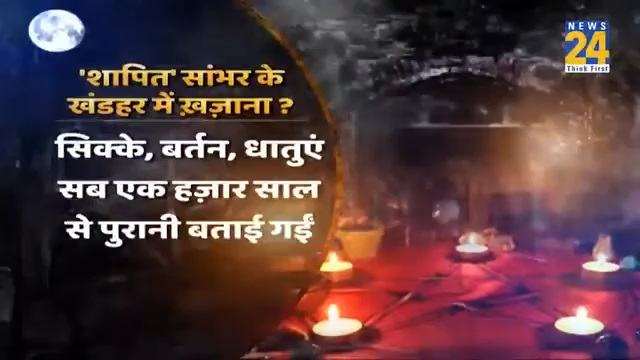 NEWS
24
Think First
'शापित' सांभर के
खंडहर में ख़ज़ाना ?
सिक्के, बर्तन, धातुएं
सब एक हज़ार साल
से पुरानी बताई गईं